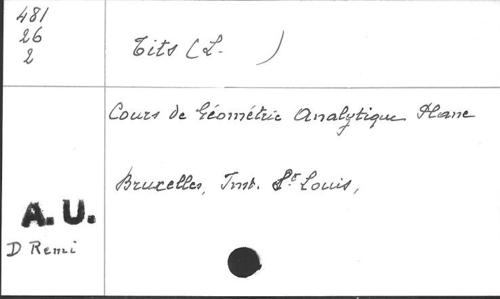 481
26
2
Tits (L.     )
Cours de Géométrie Analytique Plane
Bruxelles, Inst. St. Louis,
A.U.
D Remi